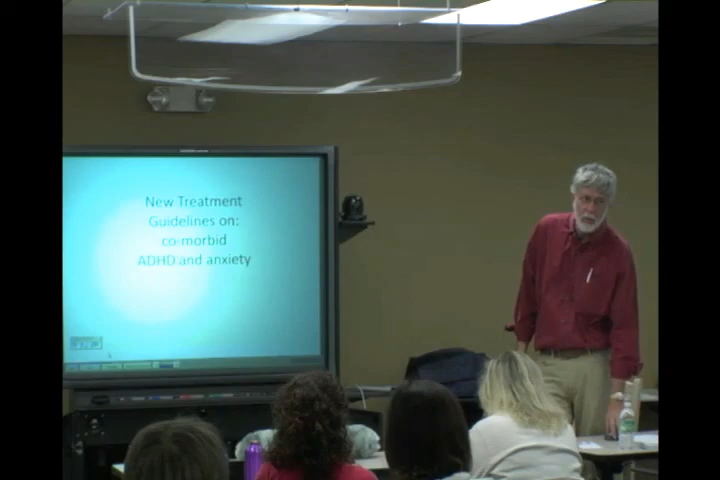 New Treatment
Guidelines on:
co-morbid
ADHD and anxiety